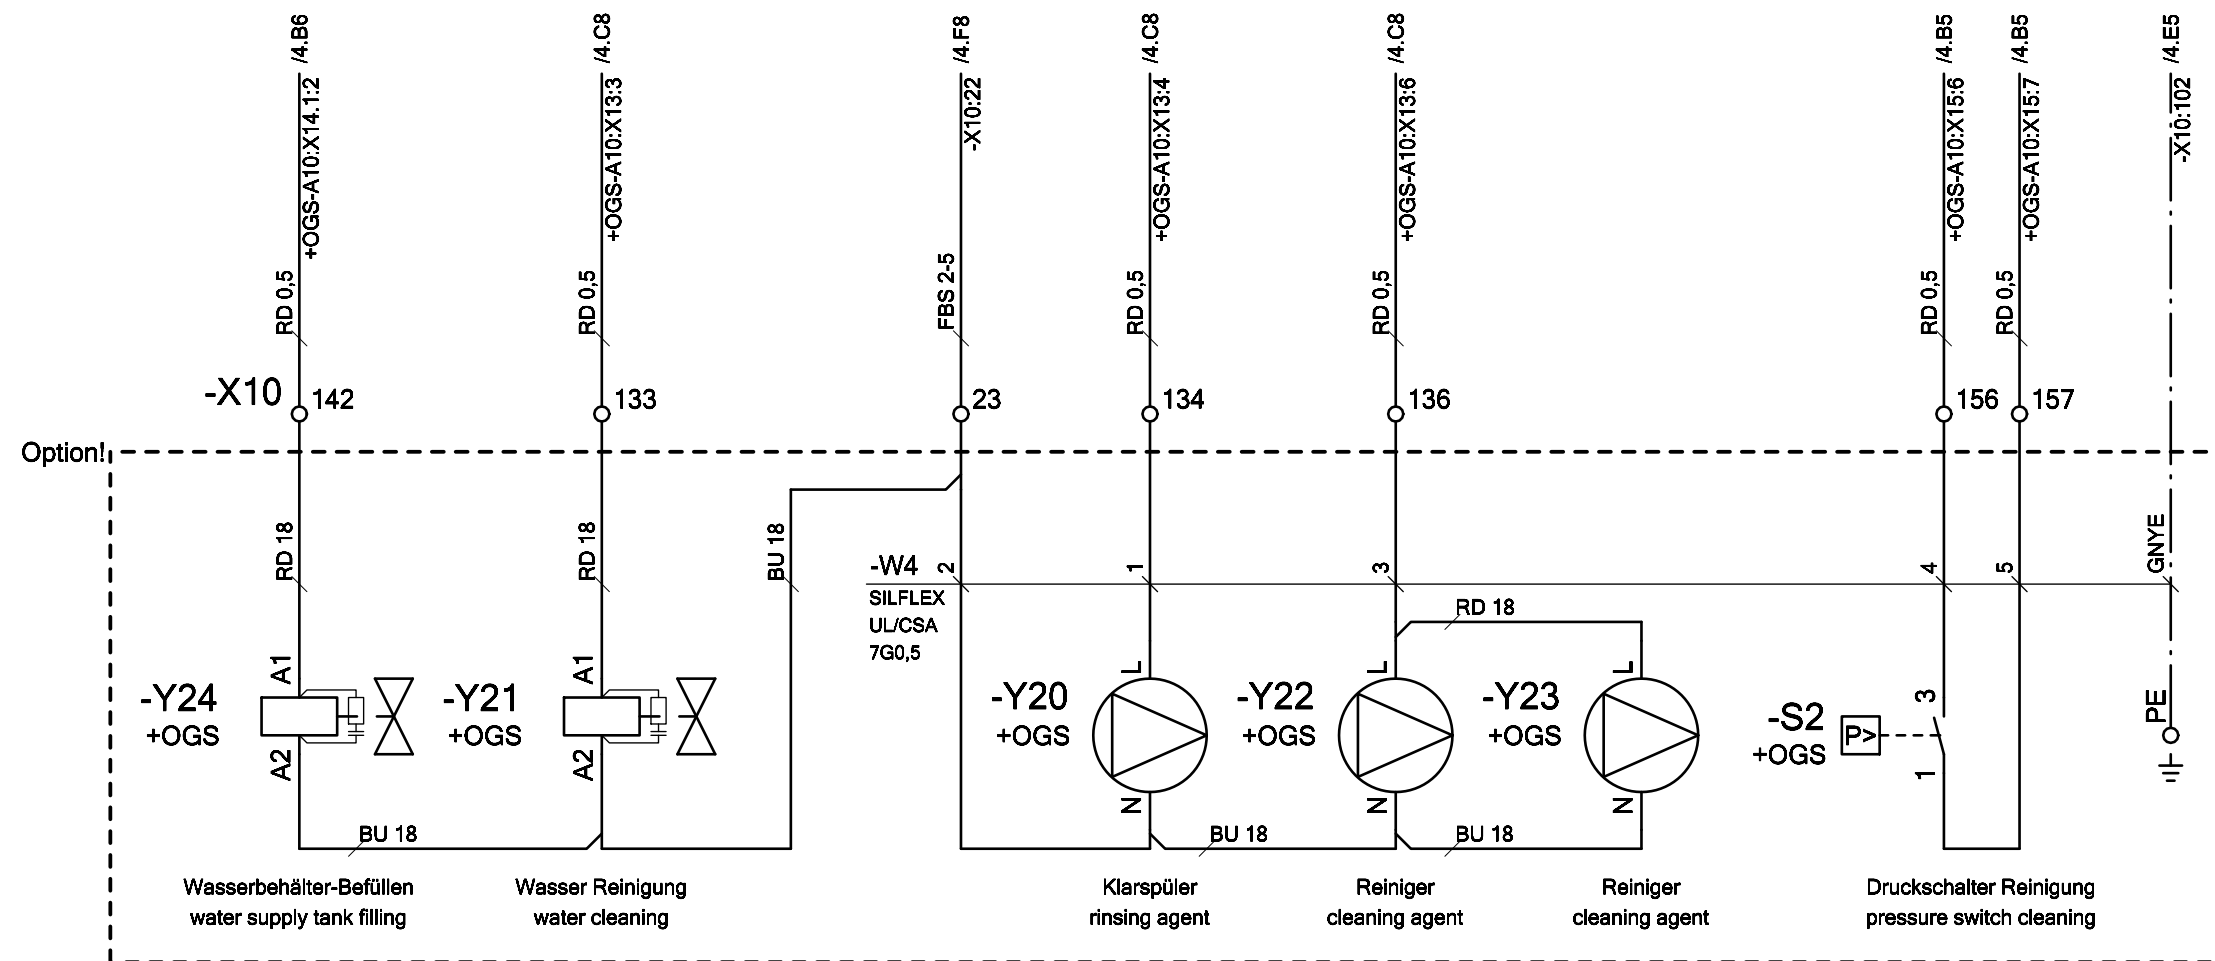 /4.B6
/4.C8
/4.F8
/4.C8
/4.C8
/4.B5
/4.B5
/4.E5
+OGS-A10:X14.1:2
+OGS-A10:X13:3
-X10:22
+OGS-A10:X13:4
+OGS-A10:X13:6
+OGS-A10:X15:6
+OGS-A10:X15:7
-X10:102
RD 0,5
RD 0,5
FBS 2-5
RD 0,5
RD 0,5
RD 0,5
RD 0,5
-X10
142
133
23
134
136
156
157
Option!
RD 18
RD 18
BU 18
-W4
2
1
3
4
5
GNYE
SILFLEX
UL/CSA
7G0,5
RD 18
A1
A1
L
L
L
3
PE
-Y24
+OGS
-Y21
+OGS
-Y20
+OGS
-Y22
+OGS
-Y23
+OGS
-S2
+OGS
P>
A2
A2
N
N
N
1
BU 18
BU 18
BU 18
Wasserbehälter-Befüllen
water supply tank filling
Wasser Reinigung
water cleaning
Klarspüler
rinsing agent
Reiniger
cleaning agent
Reiniger
cleaning agent
Druckschalter Reinigung
pressure switch cleaning